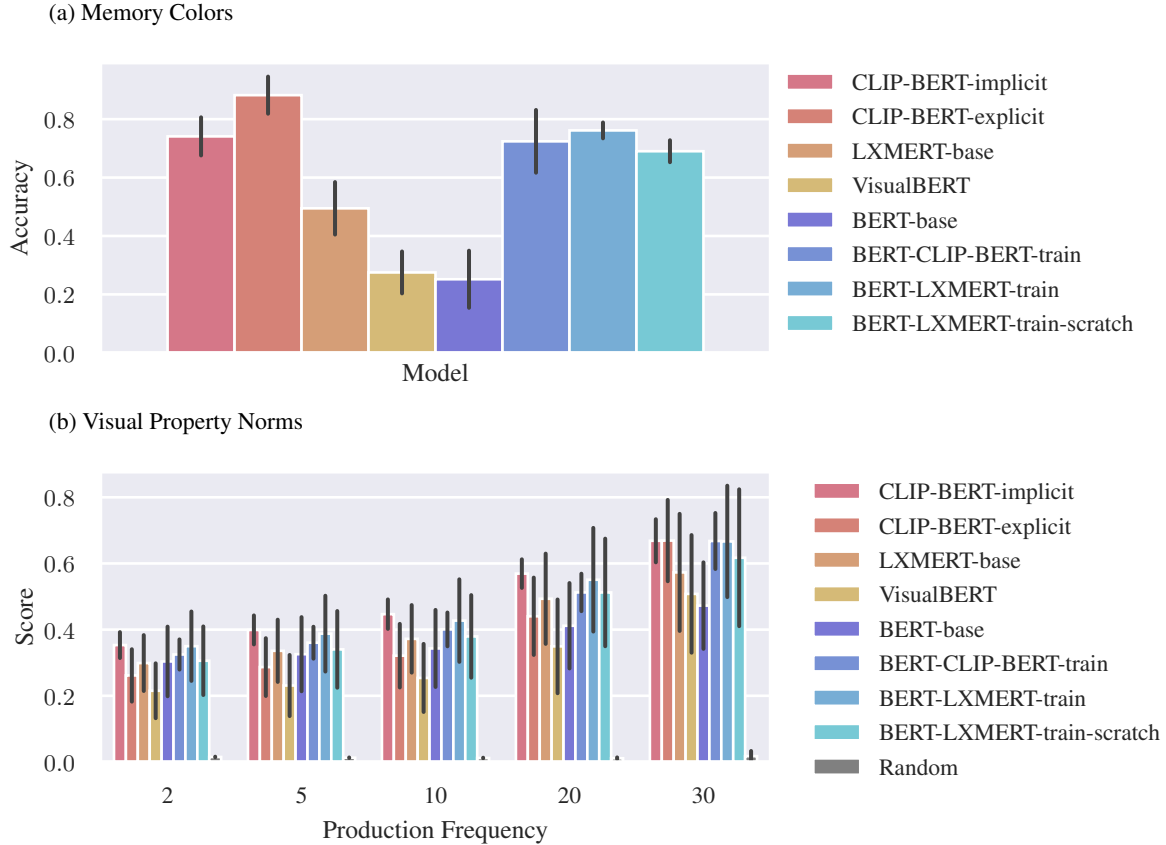 (a) Memory Colors
Accuracy
0.8
0.6
0.4
0.2
0.0
Model
CLIP-BERT-implicit
CLIP-BERT-explicit
LXMERT-base
VisualBERT
BERT-base
BERT-CLIP-BERT-train
BERT-LXMERT-train
BERT-LXMERT-train-scratch
(b) Visual Property Norms
Score
0.8
0.6
0.4
0.2
0.0
2 5 10 20 30
Production Frequency
CLIP-BERT-implicit
CLIP-BERT-explicit
LXMERT-base
VisualBERT
BERT-base
BERT-CLIP-BERT-train
BERT-LXMERT-train
BERT-LXMERT-train-scratch
Random